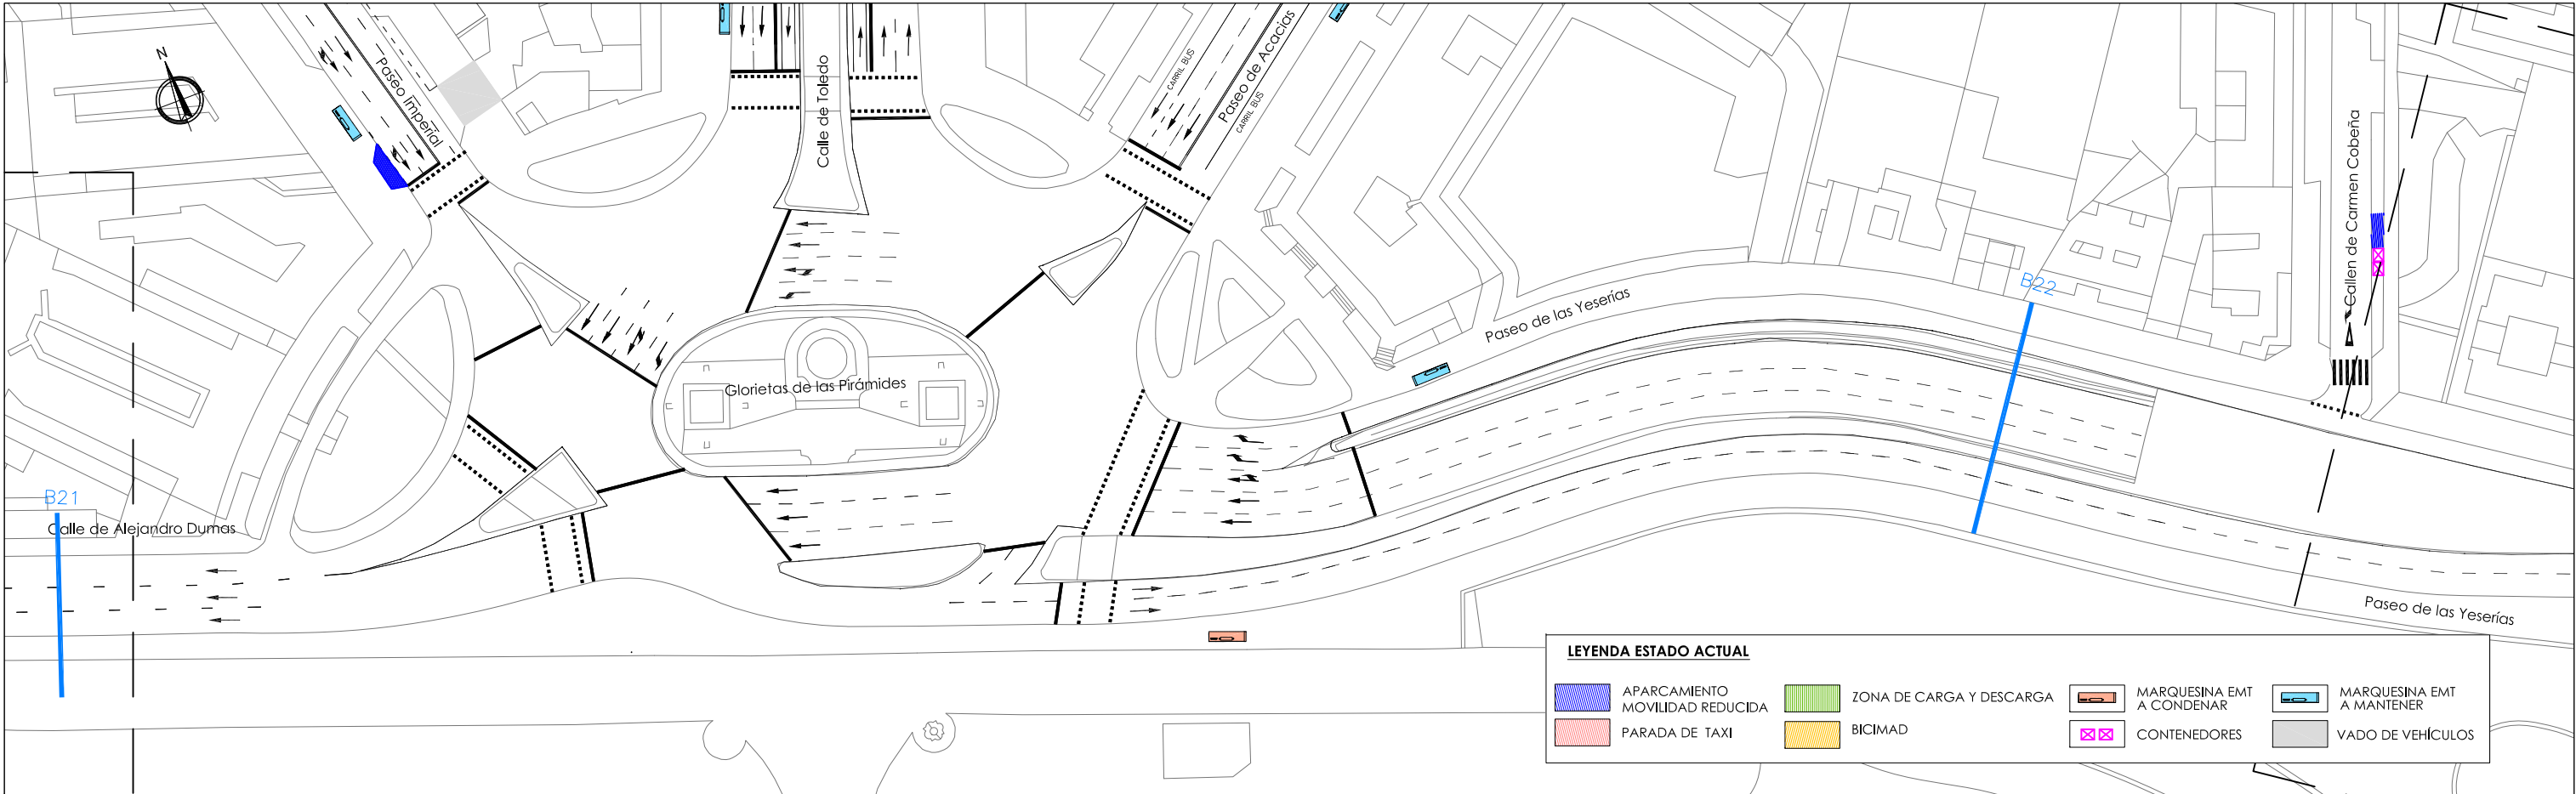 N
Paseo Imperial
Calle de Toledo
CARRIL BUS
Paseo de Acacias
CARRIL BUS
Callen de Carmen Cobeña
B22
Paseo de las Yeserías
Glorietas de las Pirámides
B21
Calle de Alejandro Dumas
Paseo de las Yeserías
LEYENDA ESTADO ACTUAL
APARCAMIENTO
MOVILIDAD REDUCIDA
ZONA DE CARGA Y DESCARGA
MARQUESINA EMT
A CONDENAR
MARQUESINA EMT
A MANTENER
PARADA DE TAXI
BICIMAD
CONTENEDORES
VADO DE VEHÍCULOS